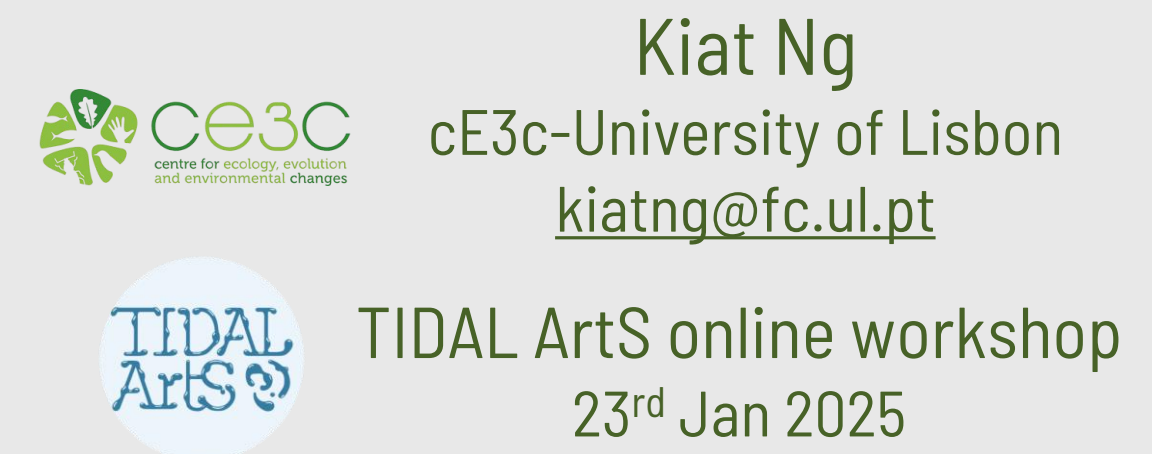 Kiat Ng
ce3c
centre for ecology, evolution
and environmental changes
cE3c-University of Lisbon
kiatng@fc.ul.pt
TIDAL
ArtS
TIDAL ArtS online workshop
23rd Jan 2025